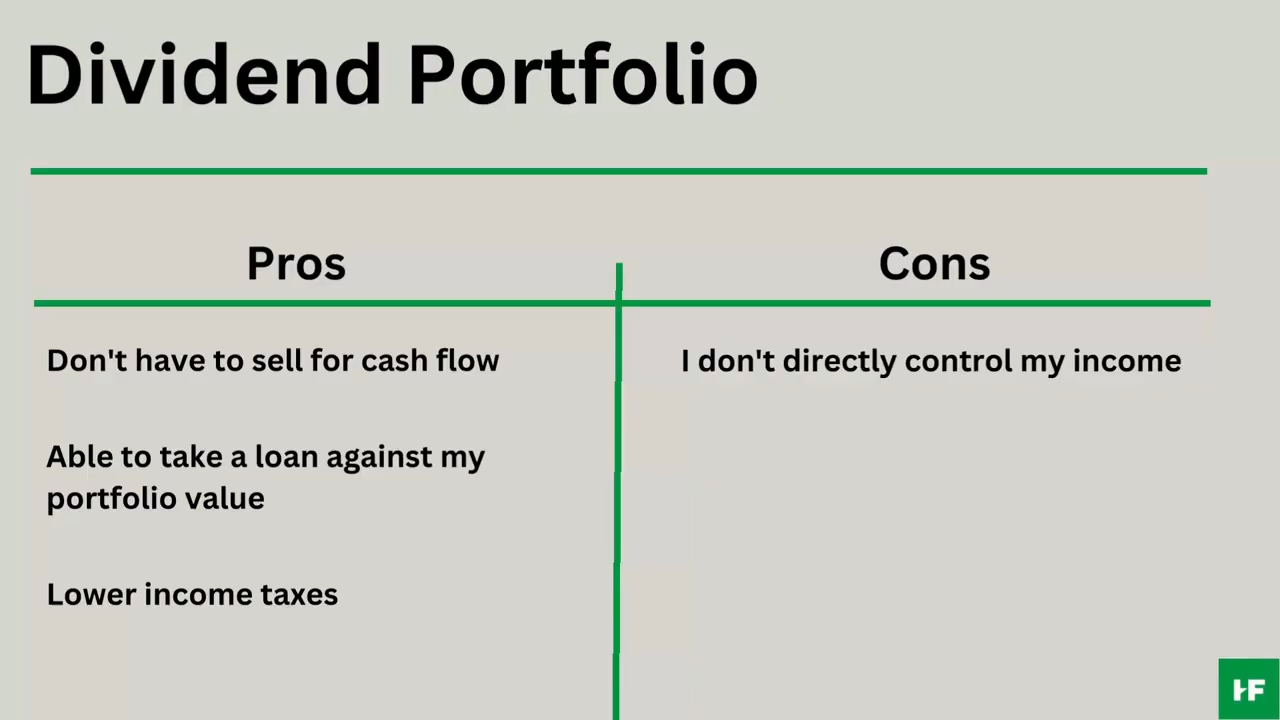 Dividend Portfolio
Pros
Cons
Don't have to sell for cash flow
I don't directly control my income
Able to take a loan against my
portfolio value
Lower income taxes
HF